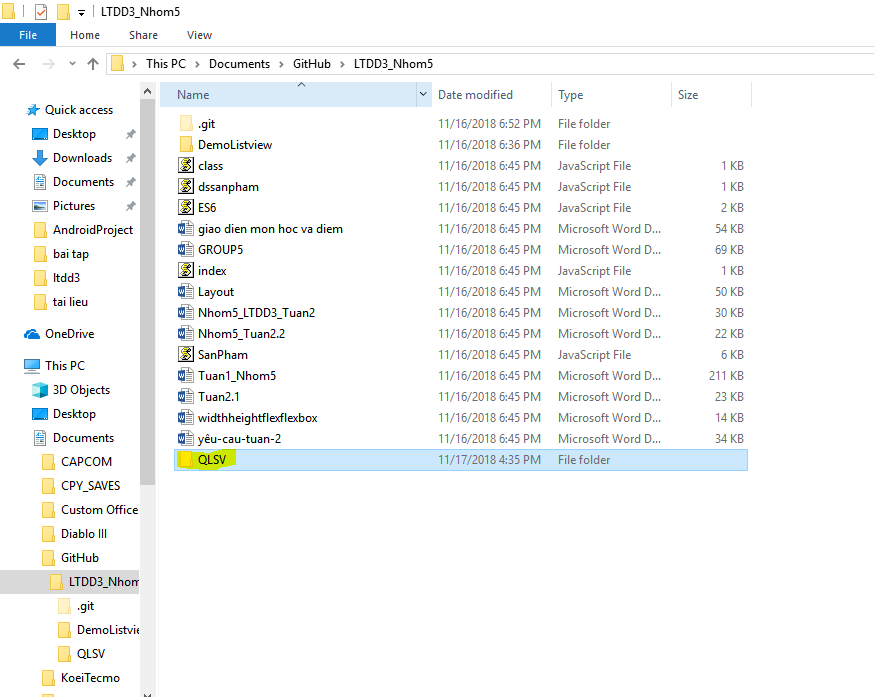 LTDD3_Nhom5
File Home Share View
This PC Documents GitHub LTDD3_Nhom5
Quick access
Desktop
Downloads
Documents
Pictures
AndroidProject
bai tap
ltdd3
tai lieu
OneDrive
This PC
3D Objects
Desktop
Documents
CAPCOM
CPY_SAVES
Custom Office
Diablo III
GitHub
LTDD3_Nhom
.git
DemoListvie
QLSV
KoeiTecmo
Name Date modified Type Size
.git 11/16/2018 6:52 PM File folder
DemoListview 11/16/2018 6:36 PM File folder
class 11/16/2018 6:45 PM JavaScript File 1 KB
dssanpham 11/16/2018 6:45 PM JavaScript File 1 KB
ES6 11/16/2018 6:45 PM JavaScript File 2 KB
giao dien mon hoc va diem 11/16/2018 6:45 PM Microsoft Word D... 54 KB
GROUP5 11/16/2018 6:45 PM Microsoft Word D... 69 KB
index 11/16/2018 6:45 PM JavaScript File 1 KB
Layout 11/16/2018 6:45 PM Microsoft Word D... 50 KB
Nhom5_LTDD3_Tuan2 11/16/2018 6:45 PM Microsoft Word D... 30 KB
Nhom5_Tuan2.2 11/16/2018 6:45 PM Microsoft Word D... 22 KB
SanPham 11/16/2018 6:45 PM JavaScript File 6 KB
Tuan1_Nhom5 11/16/2018 6:45 PM Microsoft Word D... 211 KB
Tuan2.1 11/16/2018 6:45 PM Microsoft Word D... 23 KB
widthheightflexflexbox 11/16/2018 6:45 PM Microsoft Word D... 14 KB
yêu-cau-tuan-2 11/16/2018 6:45 PM Microsoft Word D... 34 KB
QLSV 11/17/2018 4:35 PM File folder